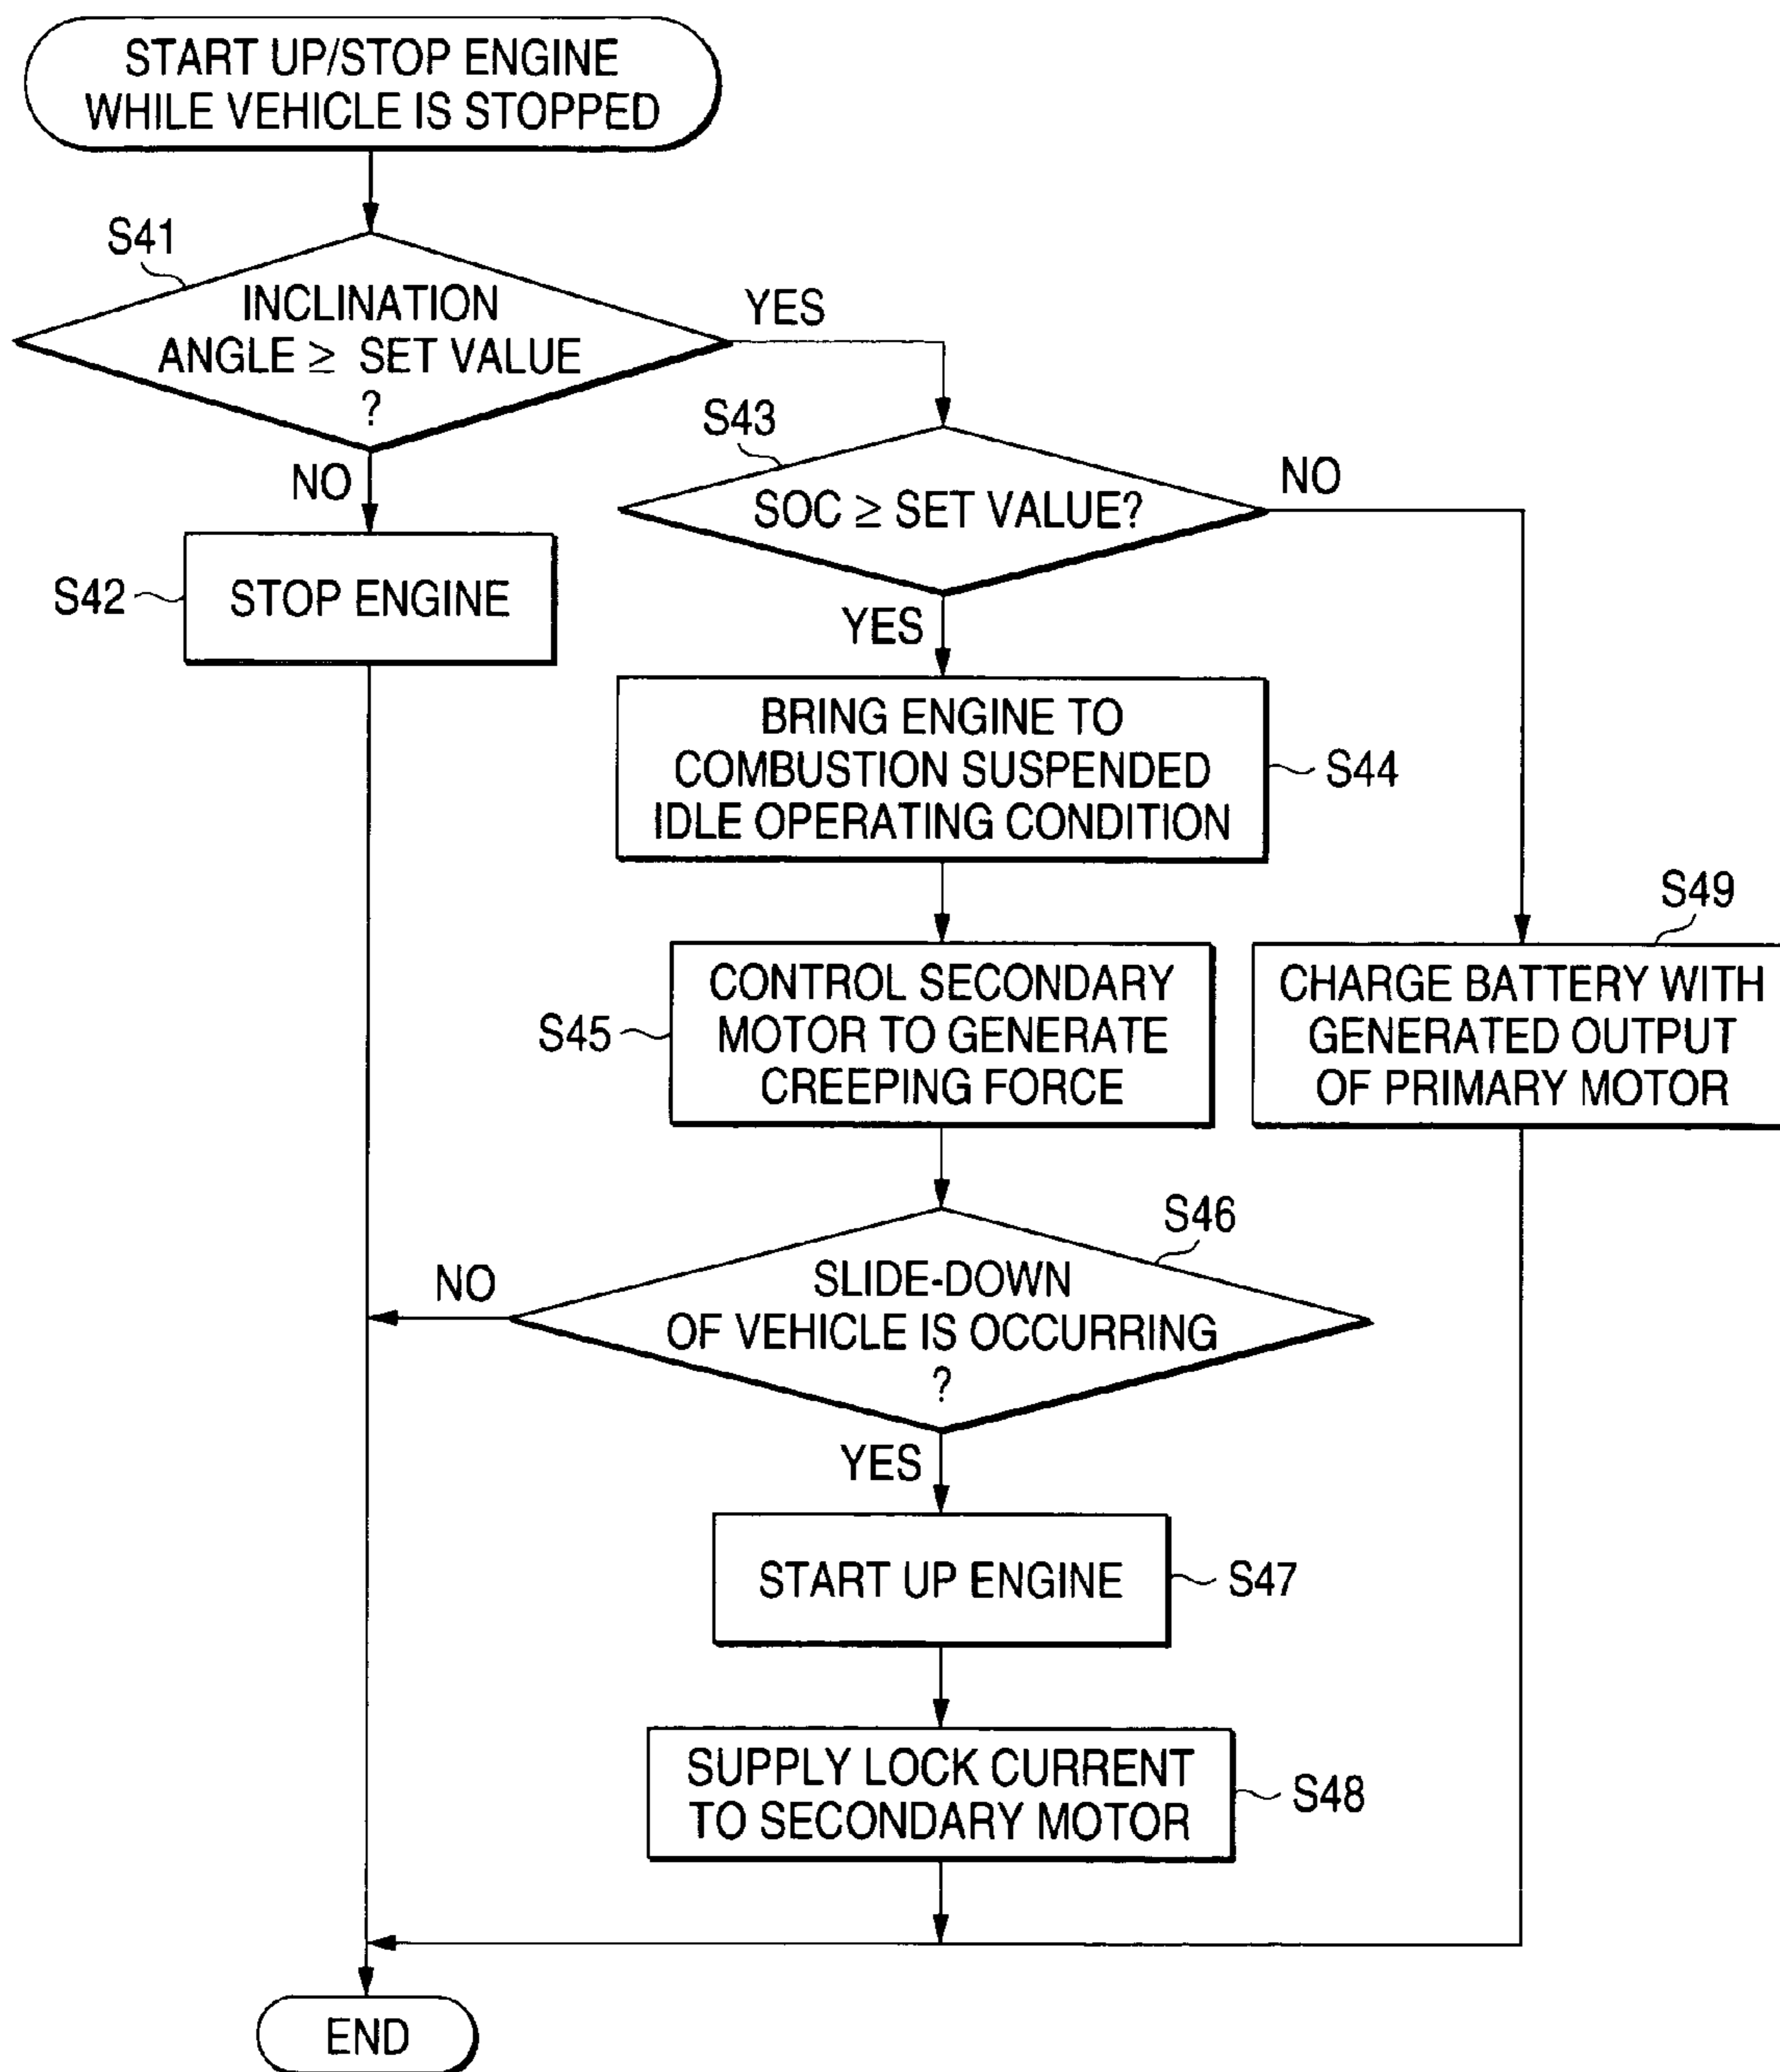 START UP/STOP ENGINE
WHILE VEHICLE IS STOPPED
S41
INCLINATION
ANGLE ≥ SET VALUE
?
YES
NO
S43
SOC ≥ SET VALUE?
NO
YES
S42
STOP ENGINE
BRING ENGINE TO
COMBUSTION SUSPENDED
IDLE OPERATING CONDITION
S44
S49
CHARGE BATTERY WITH
GENERATED OUTPUT
OF PRIMARY MOTOR
S45
CONTROL SECONDARY
MOTOR TO GENERATE
CREEPING FORCE
S46
SLIDE-DOWN
OF VEHICLE IS OCCURRING
?
NO
YES
START UP ENGINE
S47
SUPPLY LOCK CURRENT
TO SECONDARY MOTOR
S48
END